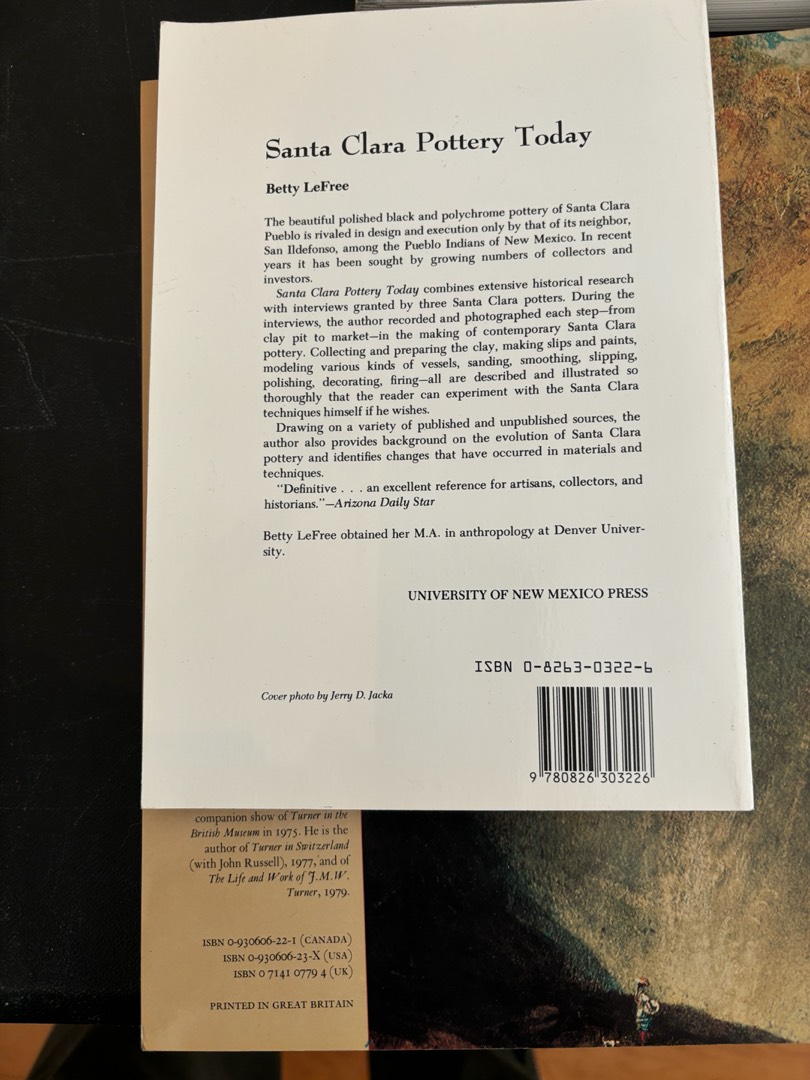 Santa Clara Pottery Today
Betty LeFree
The beautiful polished black and polychrome pottery of Santa Clara
Pueblo is rivaled in design and execution only by that of its neighbor,
San Ildefonso, among the Pueblo Indians of New Mexico. In recent
years it has been sought by growing numbers of collectors and
investors.
Santa Clara Pottery Today combines extensive historical research
with interviews granted by three Santa Clara potters. During the
interviews, the author recorded and photographed each step—from
clay pit to market—in the making of contemporary Santa Clara
pottery. Collecting and preparing the clay, making slips and paints,
modeling various kinds of vessels, sanding, smoothing, slipping,
polishing, decorating, firing—all are described and illustrated so
thoroughly that the reader can experiment with the Santa Clara
techniques himself if he wishes.
Drawing on a variety of published and unpublished sources, the
author also provides background on the evolution of Santa Clara
pottery and identifies changes that have occurred in materials and
techniques.
"Definitive . . . an excellent reference for artisans, collectors, and
historians."—Arizona Daily Star
Betty LeFree obtained her M.A. in anthropology at Denver Univer-
sity.
UNIVERSITY OF NEW MEXICO PRESS
ISBN 0-8263-0322-6
Cover photo by Jerry D. Jacka
9 780826 303226
companion show of Turner in the
British Museum in 1975. He is the
author of Turner in Switzerland
(with John Russell), 1977, and of
The Life and Work of J.M.W.
Turner, 1979.
ISBN 0-930606-22-1 (CANADA)
ISBN 0-930606-23-X (USA)
ISBN 0 7141 0779 4 (UK)
PRINTED IN GREAT BRITAIN